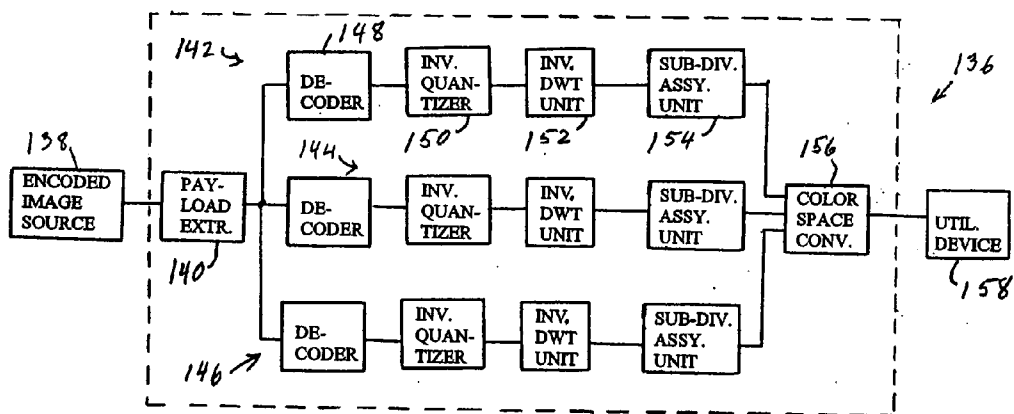 142
148
DE-
CODER
INV.
QUAN-
TIZER
150
INV.
DWT
UNIT
152
SUB-DIV.
ASSY.
UNIT
154
136
138
ENCODED
IMAGE
SOURCE
PAY-
LOAD
EXTR.
140
144
DE-
CODER
INV.
QUAN-
TIZER
INV.
DWT
UNIT
SUB-DIV.
ASSY.
UNIT
156
COLOR
SPACE
CONV.
UTIL.
DEVICE
158
146
DE-
CODER
INV.
QUAN-
TIZER
INV.
DWT
UNIT
SUB-DIV.
ASSY.
UNIT